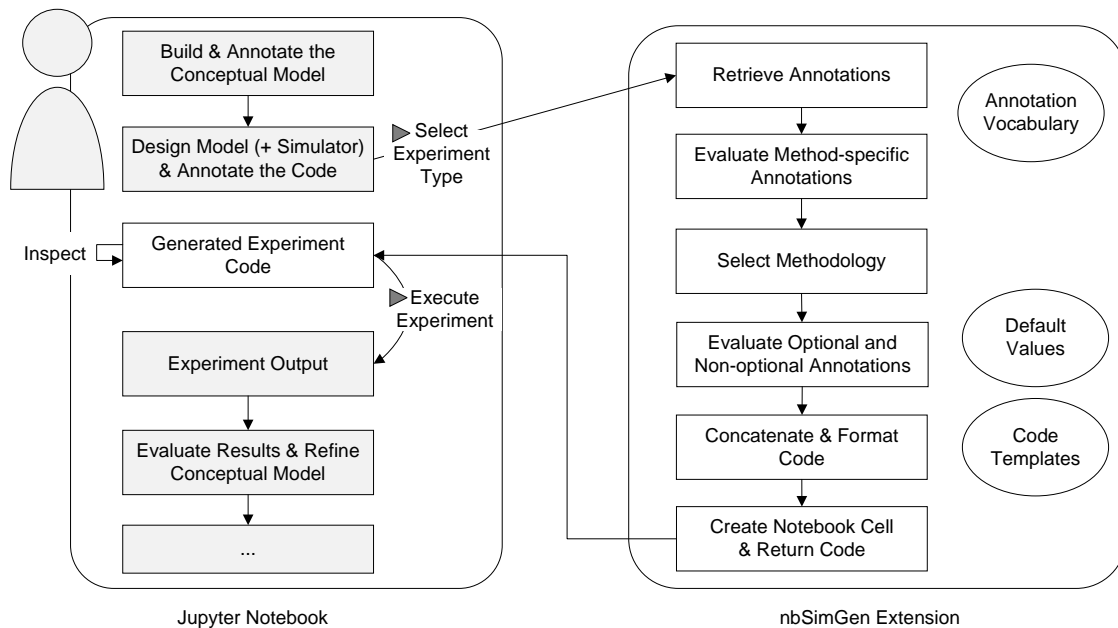 Build & Annotate the
Conceptual Model
Design Model (+ Simulator)
& Annotate the Code
Select
Experiment
Type
Inspect
Generated Experiment
Code
Execute
Experiment
Experiment Output
Evaluate Results & Refine
Conceptual Model
...
Jupyter Notebook
Retrieve Annotations
Evaluate Method-specific
Annotations
Select Methodology
Evaluate Optional and
Non-optional Annotations
Concatenate & Format
Code
Create Notebook Cell
& Return Code
Annotation
Vocabulary
Default
Values
Code
Templates
nbSimGen Extension